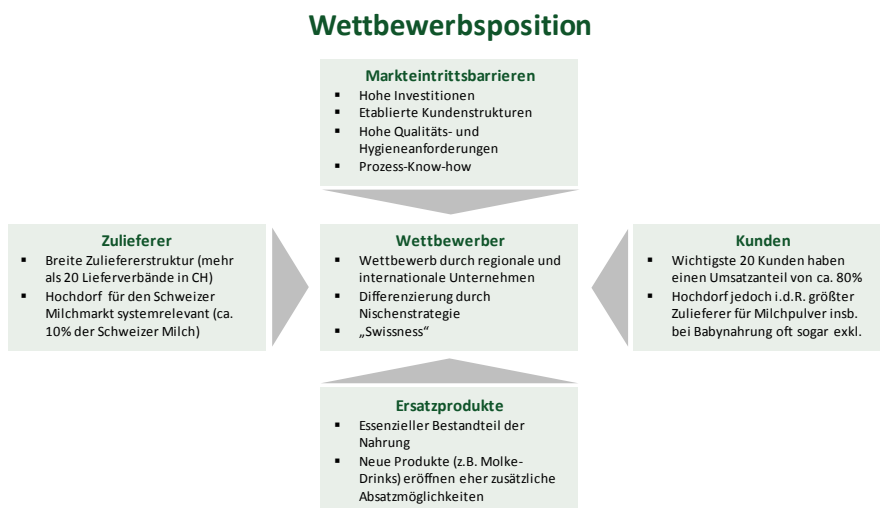 Wettbewerbsposition
Markteintrittsbarrieren
▪ Hohe Investitionen
▪ Etablierte Kundenstrukturen
▪ Hohe Qualitäts- und
Hygieneanforderungen
▪ Prozess-Know-how
Zulieferer
▪ Breite Zuliefererstruktur (mehr
als 20 Lieferverbände in CH)
▪ Hochdorf für den Schweizer
Milchmarkt systemrelevant (ca.
10% der Schweizer Milch)
Wettbewerber
▪ Wettbewerb durch regionale und
internationale Unternehmen
▪ Differenzierung durch
Nischenstrategie
▪ „Swissness“
Kunden
▪ Wichtigste 20 Kunden haben
einen Umsatzanteil von ca. 80%
▪ Hochdorf jedoch i.d.R. größter
Zulieferer für Milchpulver insb.
bei Babynahrung oft sogar exkl.
Ersatzprodukte
▪ Essenzieller Bestandteil der
Nahrung
▪ Neue Produkte (z.B. Molke-
Drinks) eröffnen eher zusätzliche
Absatzmöglichkeiten